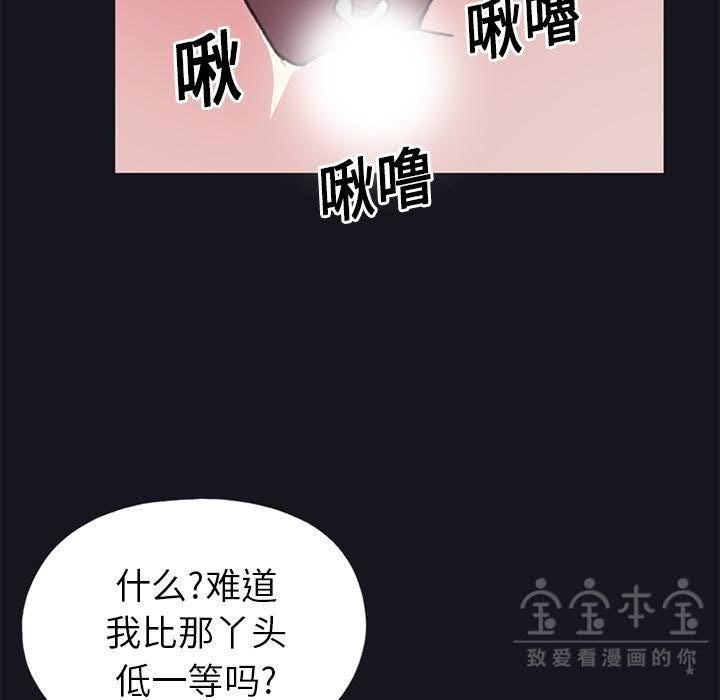 啾噜
啾
啾噜
什么?难道
我比那丫头
低一等吗?
宝宝本宝
致爱看漫画的你